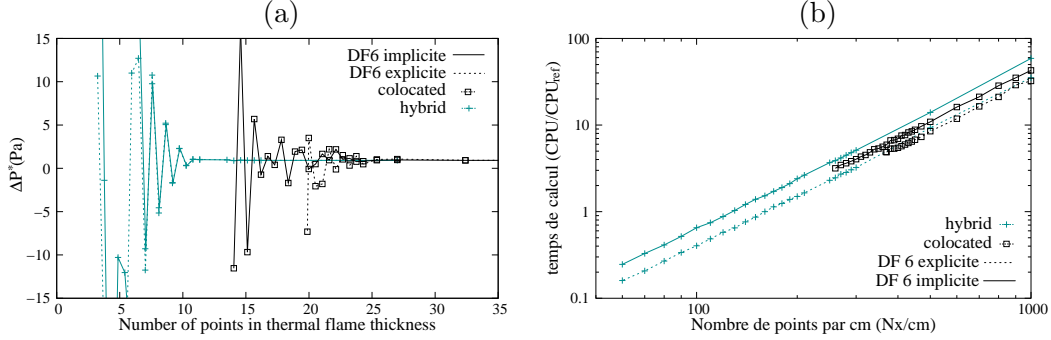 (a)
ΔP*(Pa)
15
10
5
0
−5
−10
−15
0
5
10
15
20
25
30
35
Number of points in thermal flame thickness
DF6 implicite
DF6 explicite
colocated
hybrid
(b)
temps de calcul (CPU/CPUref)
100
10
1
0.1
100
1000
Nombre de points par cm (Nx/cm)
hybrid
colocated
DF 6 explicite
DF 6 implicite